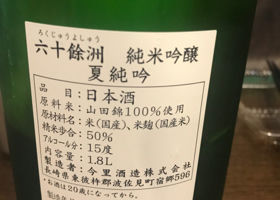 ろくじゅうよしゅう
六十餘洲 純米吟醸
夏純吟
品目:日本酒
原料米:山田錦100%使用
原材料名:米(国産)、米麹(国産米)
精米歩合:50%
アルコール分:15度
内容量:1.8L
製造者:今里酒造株式会社
長崎県東彼杵郡波佐見町宿郷596
*お酒は20歳になってから。